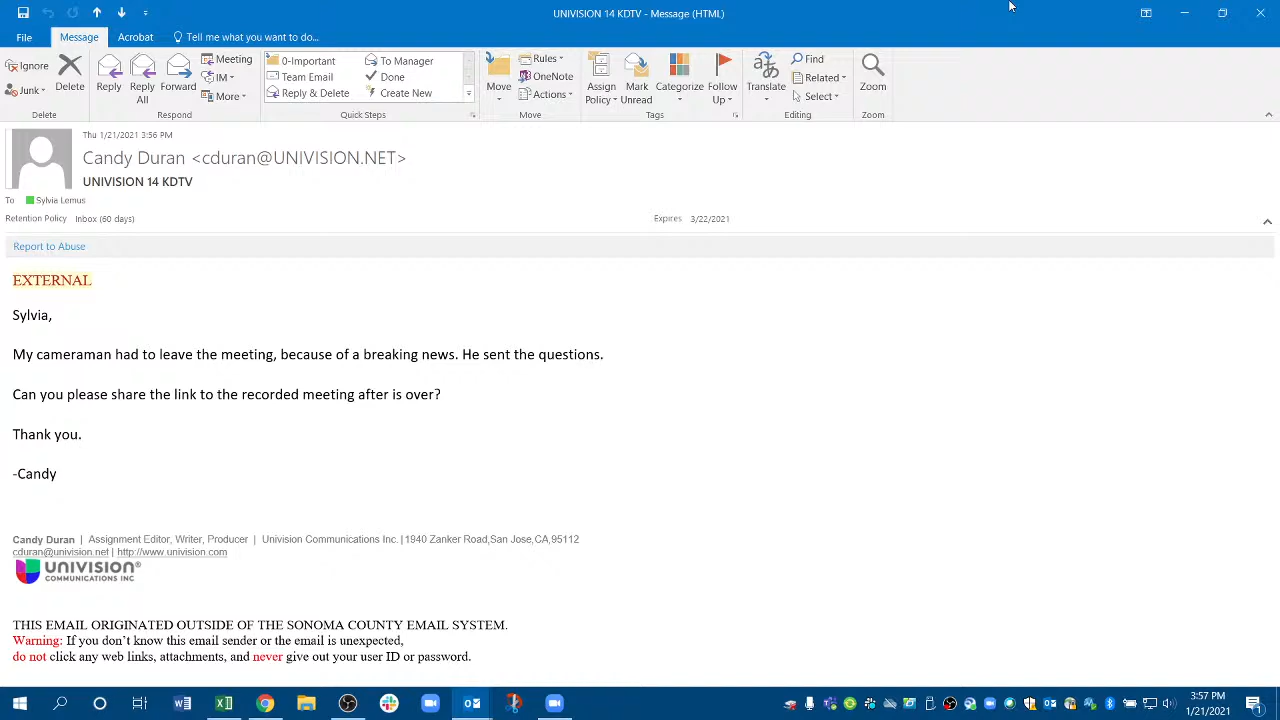 UNIVISION 14 KDTV - Message (HTML)
File Message Acrobat Tell me what you want to do...
Ignore
Junk
Delete
Reply
Reply All
Forward
Meeting
IM
More
0-Important
Team Email
Reply & Delete
To Manager
Done
Create New
Move
Rules
OneNote
Actions
Assign Policy
Mark Unread
Categorize
Follow Up
Translate
Find
Related
Select
Zoom
Delete Respond Quick Steps Move Tags Editing Zoom
Thu 1/21/2021 3:56 PM
Candy Duran <cduran@UNIVISION.NET>
UNIVISION 14 KDTV
To Sylvia Lemus
Retention Policy Inbox (60 days) Expires 3/22/2021
Report to Abuse
EXTERNAL
Sylvia,
My cameraman had to leave the meeting, because of a breaking news. He sent the questions.
Can you please share the link to the recorded meeting after is over?
Thank you.
-Candy
Candy Duran | Assignment Editor, Writer, Producer | Univision Communications Inc. | 1940 Zanker Road,San Jose,CA,95112
cduran@univision.net | http://www.univision.com
UNIVISION®
COMMUNICATIONS INC
THIS EMAIL ORIGINATED OUTSIDE OF THE SONOMA COUNTY EMAIL SYSTEM.
Warning: If you don't know this email sender or the email is unexpected,
do not click any web links, attachments, and never give out your user ID or password.
3:57 PM
1/21/2021